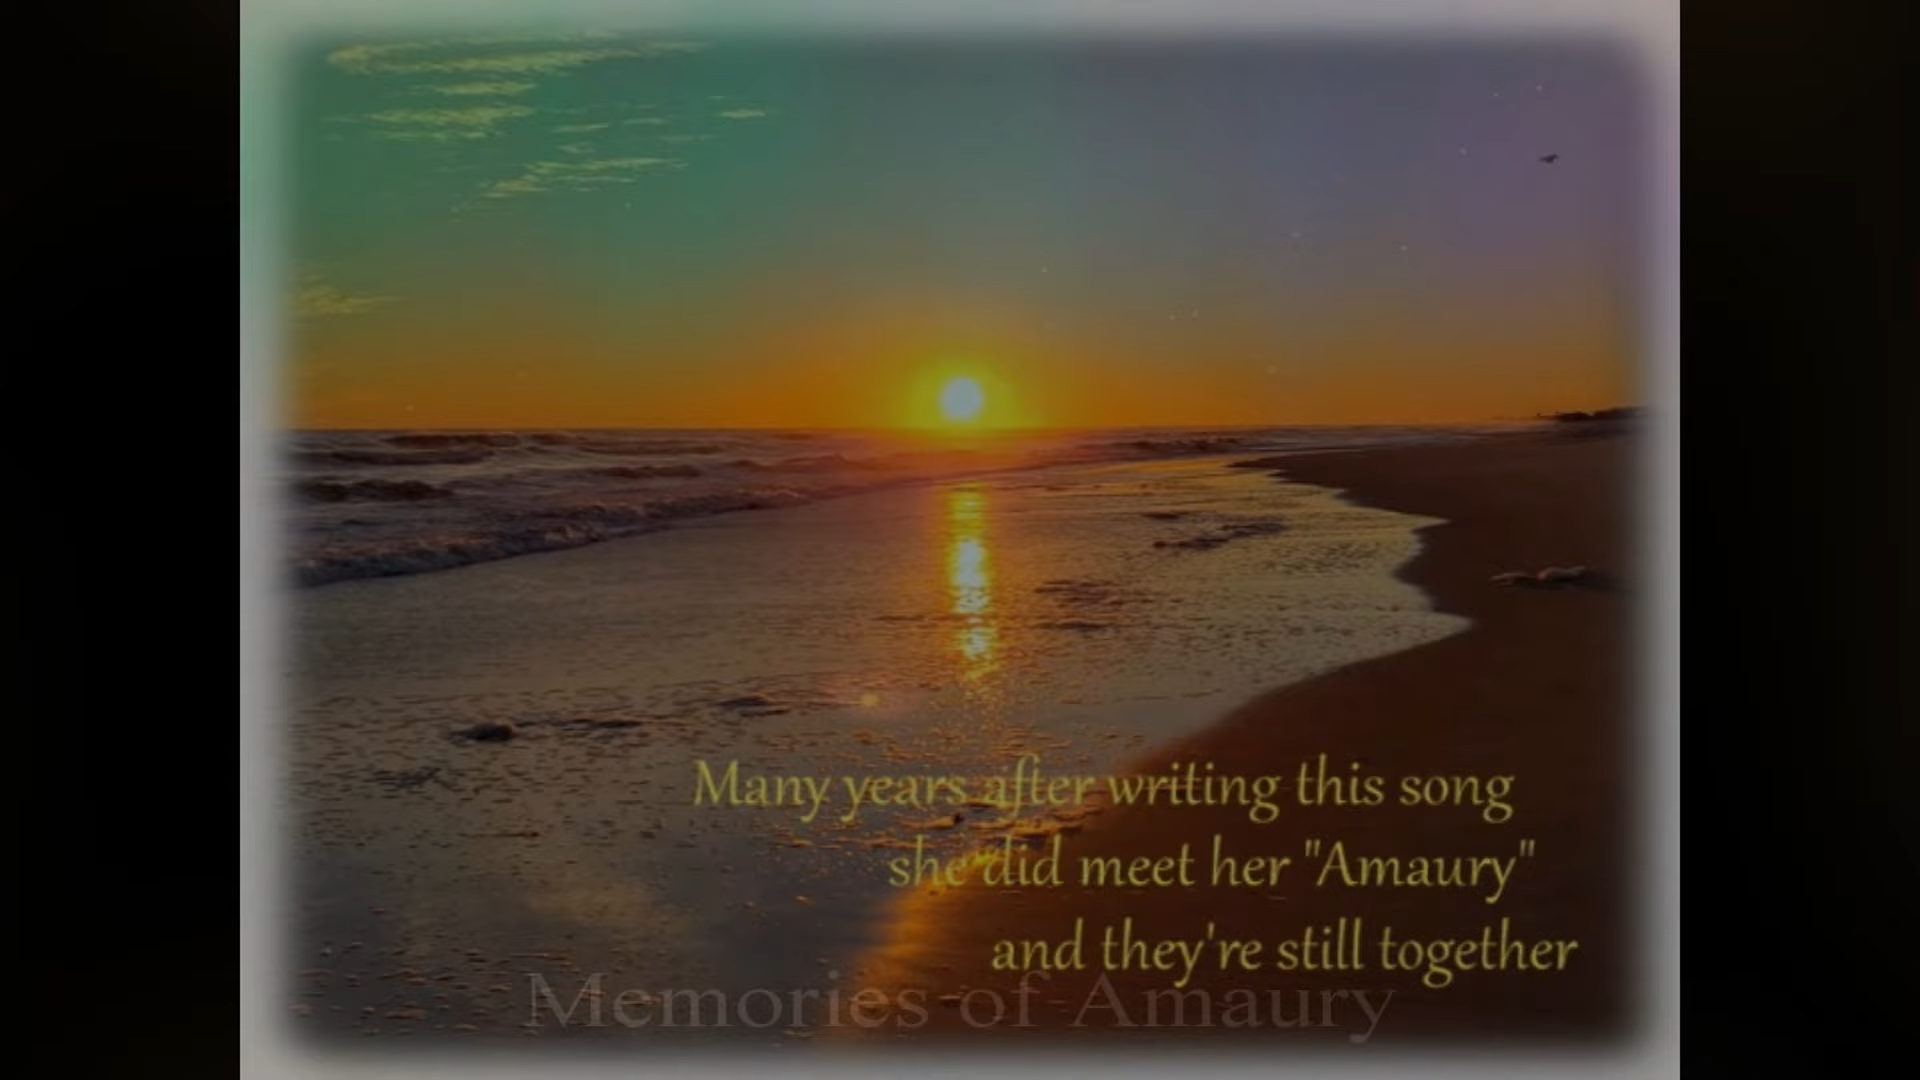 Many years after writing this song
she did meet her "Amaury"
and they're still together
Memories of Amaury